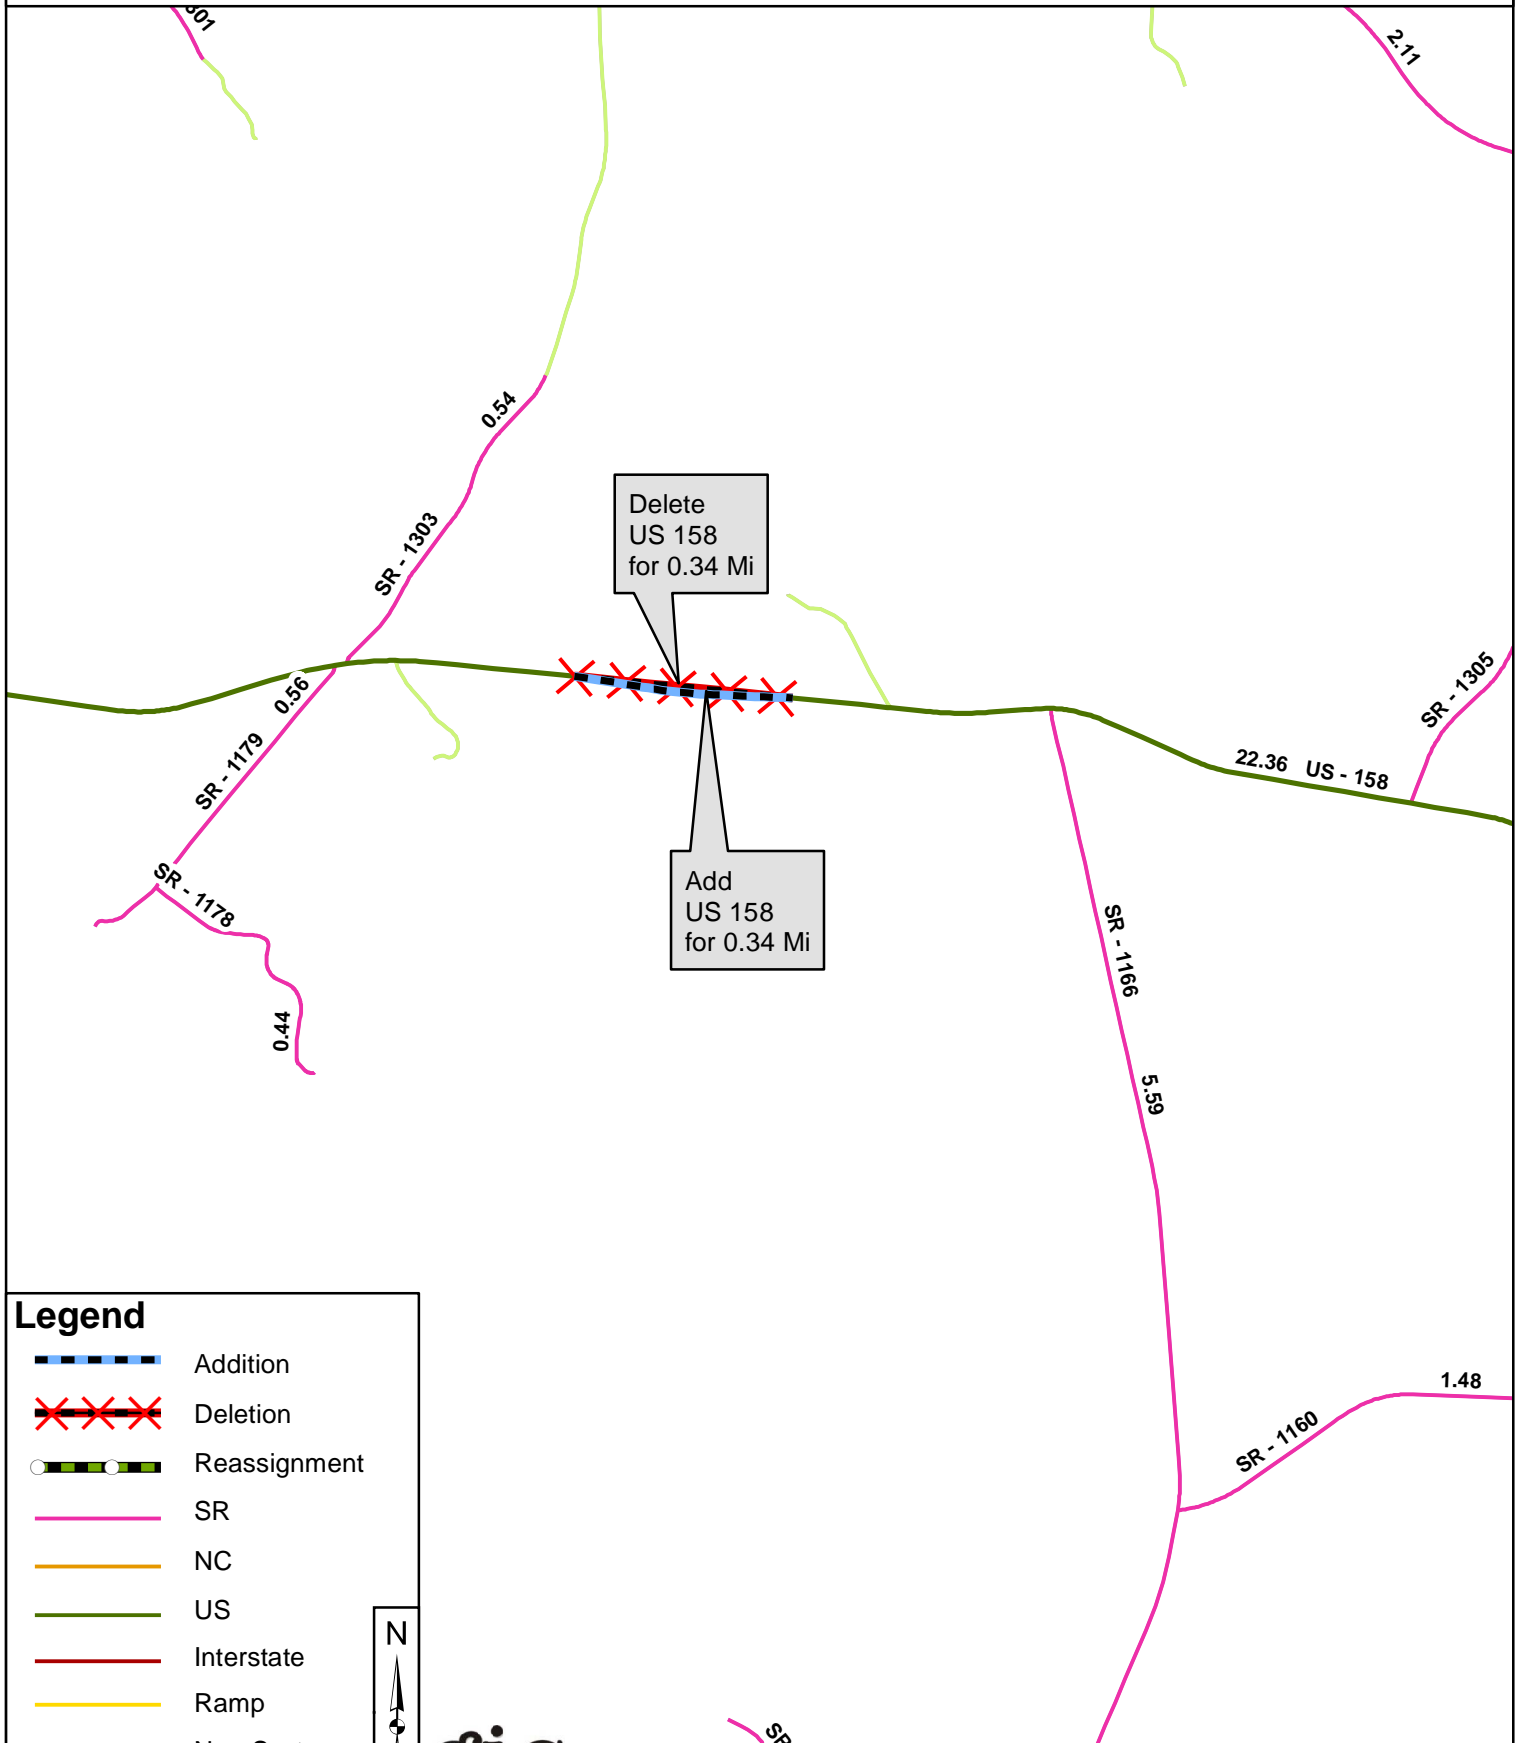 2.11
0.54
SR - 1303
Delete
US 158
for 0.34 Mi
0.56
SR - 1179
SR - 1305
22.36 US - 158
SR - 1178
Add
US 158
for 0.34 Mi
SR - 1166
0.44
5.59
1.48
SR - 1160
Legend
Addition
Deletion
Reassignment
SR
NC
US
Interstate
Ramp
N
SR